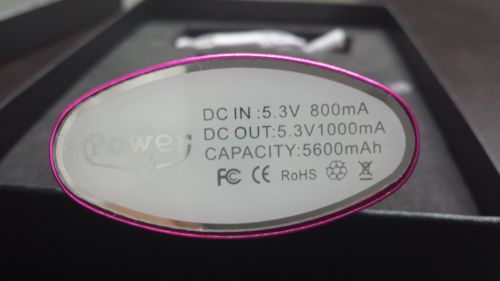 Power
DC IN :5.3V 800mA
DC OUT:5.3V1000mA
CAPACITY:5600mAh
FC CE RoHS